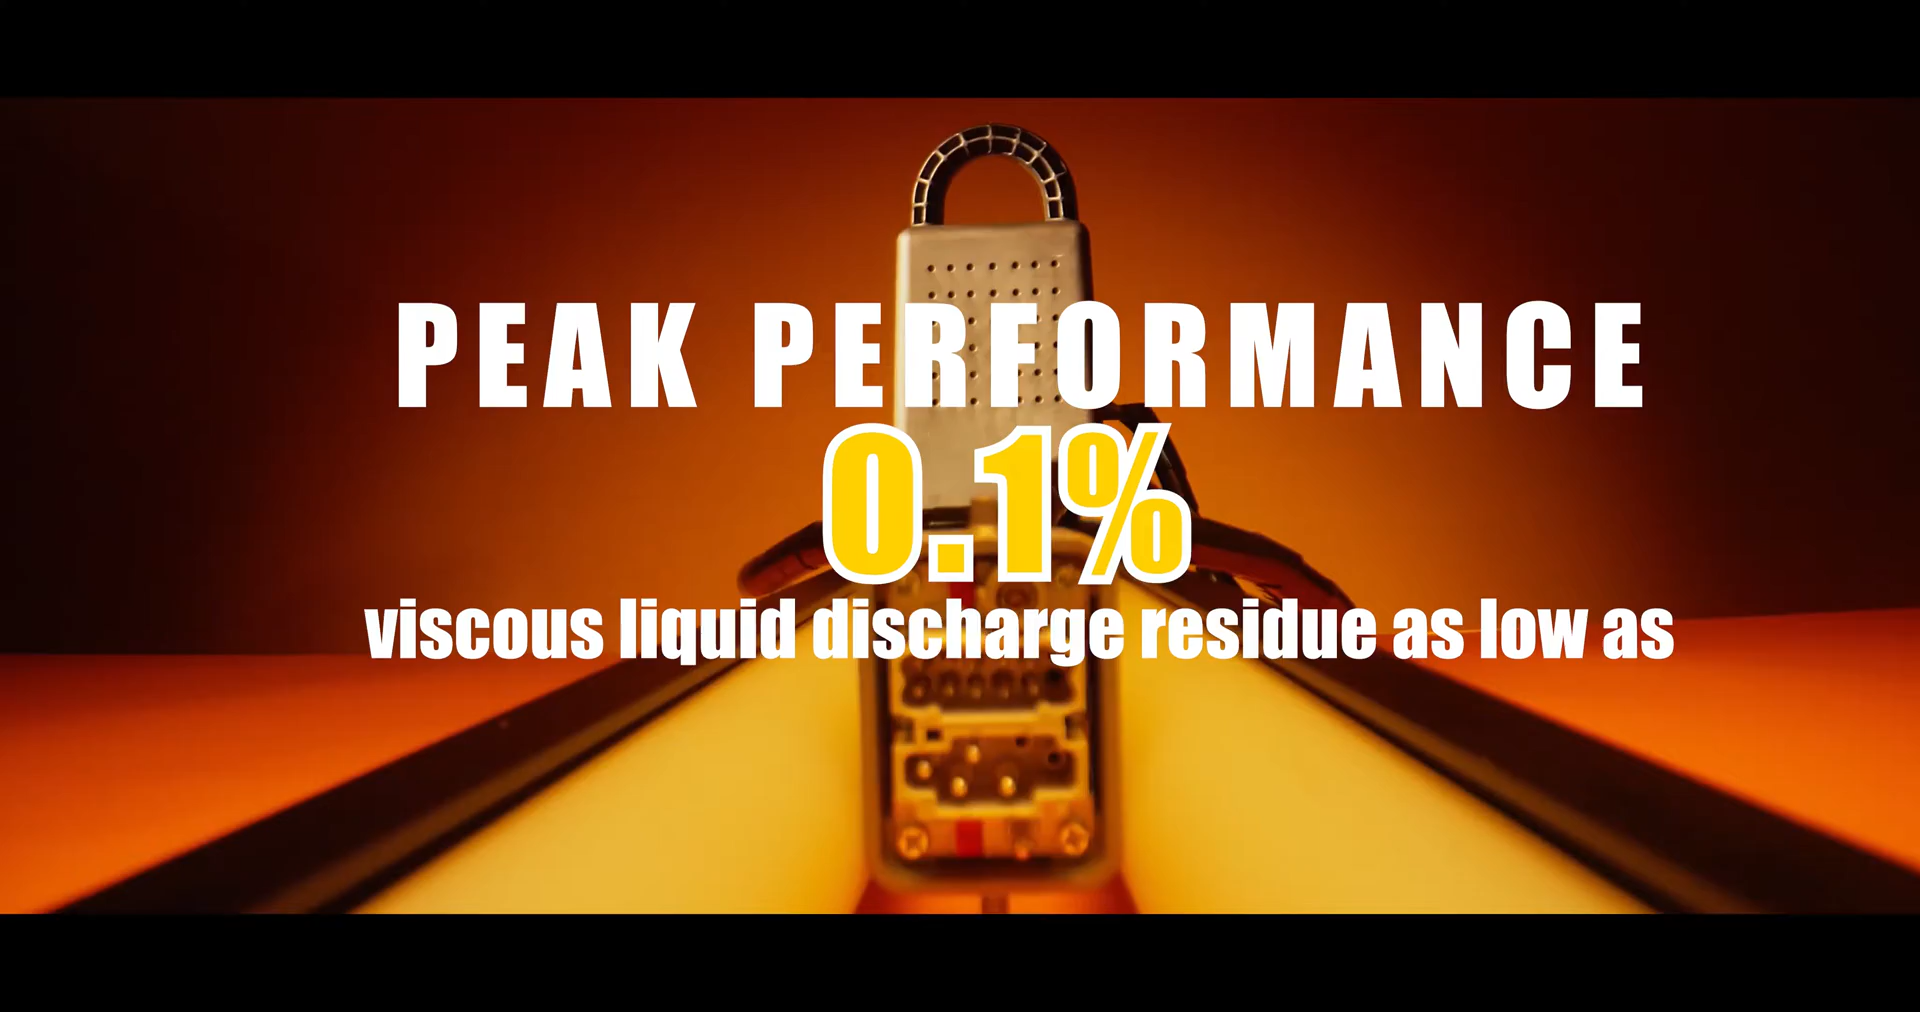 PEAK PERFORMANCE
0.1%
viscous liquid discharge residue as low as